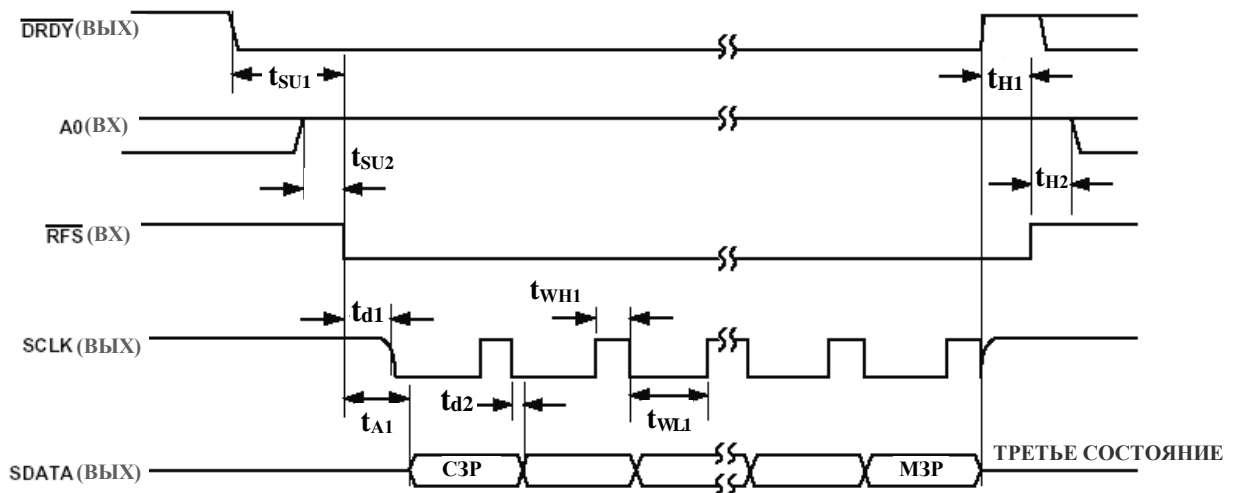 DRDY (ВЫХ)
tSU1
tH1
A0 (ВХ)
tSU2
tH2
RFS (ВХ)
tWH1
td1
SCLK (ВЫХ)
tA1
td2
tWL1
SDATA (ВЫХ)
СЗР
МЗР
ТРЕТЬЕ СОСТОЯНИЕ